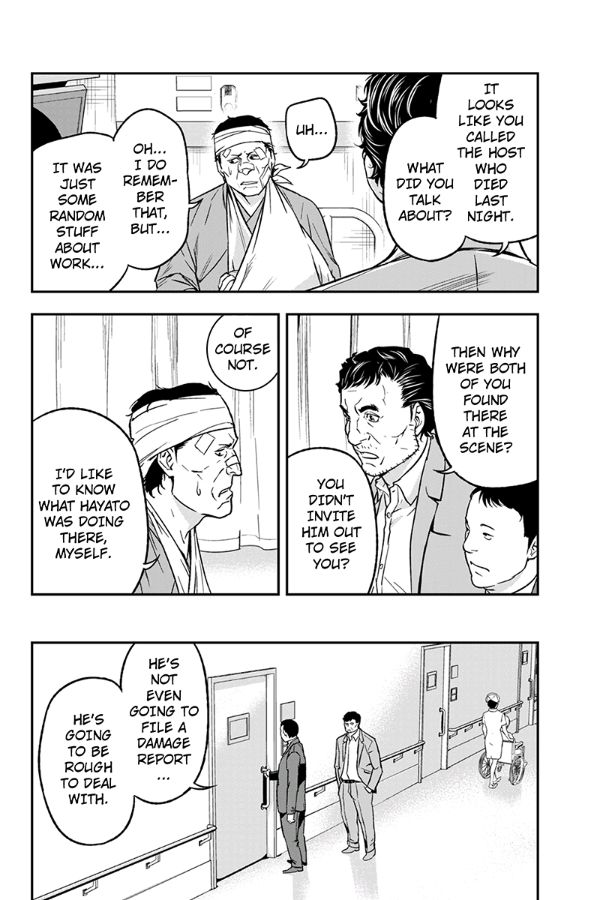 IT
LOOKS
LIKE YOU
CALLED
THE HOST
WHO
DIED
LAST
NIGHT.
WHAT
DID YOU
TALK
ABOUT?
UH...
OH...
I DO
REMEM-
BER
THAT,
BUT...
IT WAS
JUST
SOME
RANDOM
STUFF
ABOUT
WORK...
THEN WHY
WERE BOTH
OF YOU
FOUND
THERE
AT THE
SCENE?
YOU
DIDN'T
INVITE
HIM OUT
TO SEE
YOU?
OF
COURSE
NOT.
I'D LIKE
TO KNOW
WHAT HAYATO
WAS DOING
THERE,
MYSELF.
HE'S
NOT
EVEN
GOING TO
FILE A
DAMAGE
REPORT
...
HE'S
GOING
TO BE
ROUGH
TO DEAL
WITH.